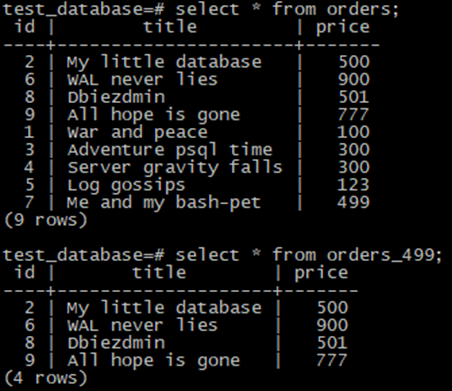 test_database=# select * from orders;
 id |        title         | price
----+----------------------+-------
  2 | My little database   |   500
  6 | WAL never lies       |   900
  8 | Dbiezdmin            |   501
  9 | All hope is gone     |   777
  1 | War and peace        |   100
  3 | Adventure psql time  |   300
  4 | Server gravity falls |   300
  5 | Log gossips          |   123
  7 | Me and my bash-pet   |   499
(9 rows)
test_database=# select * from orders_499;
 id |       title        | price
----+--------------------+-------
  2 | My little database |   500
  6 | WAL never lies     |   900
  8 | Dbiezdmin          |   501
  9 | All hope is gone   |   777
(4 rows)